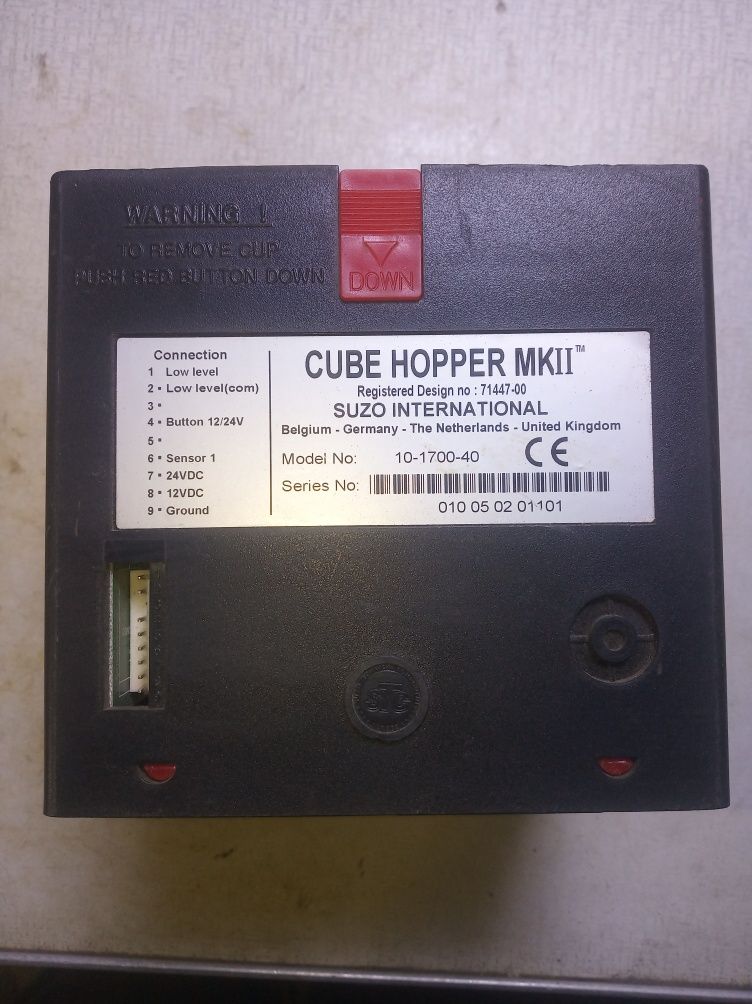 WARNING !
TO REMOVE CUP
PUSH RED BUTTON DOWN
DOWN
Connection
1 Low level
2 • Low level(com)
3 •
4 • Button 12/24V
5 •
6 • Sensor 1
7 • 24VDC
8 • 12VDC
9 • Ground
CUBE HOPPER MKII™
Registered Design no : 71447-00
SUZO INTERNATIONAL
Belgium - Germany - The Netherlands - United Kingdom
Model No: 10-1700-40 CE
Series No:
010 05 02 01101